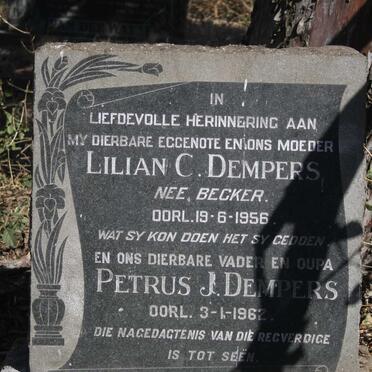 IN
LIEFDEVOLLE HERINNERING AAN
MY DIERBARE EGGENOTE EN ONS MOEDER
LILIAN C. DEMPERS
NEE, BECKER.
OORL. 19-6-1956.
WAT SY KON DOEN HET SY GEDOEN
EN ONS DIERBARE VADER EN OUPA
PETRUS J. DEMPERS
OORL. 3-1-1962.
DIE NAGEDAGTENIS VAN DIE REGVERDIGE
IS TOT SEËN.